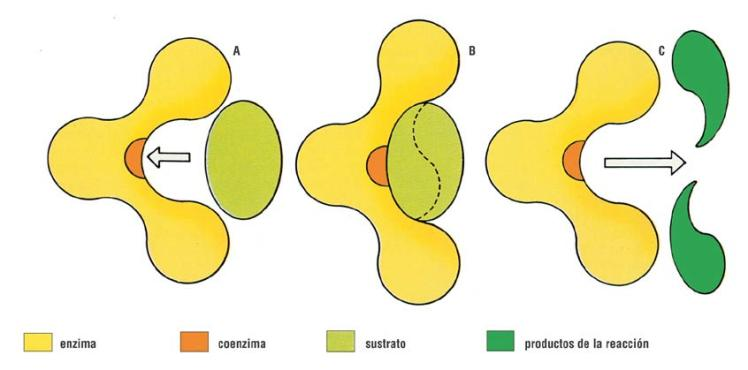 A B C
enzima coenzima sustrato productos de la reacción